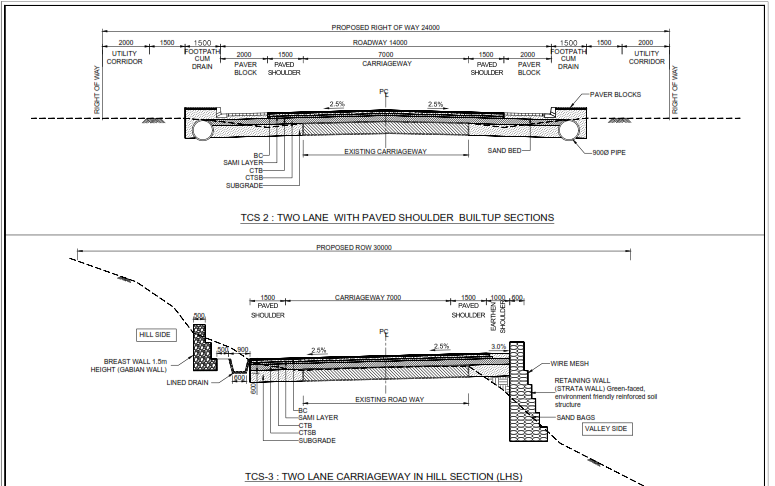 PROPOSED RIGHT OF WAY 24000
2000 1500 1500 ROADWAY 14000 1500 1500 2000
UTILITY CORRIDOR
FOOTPATH CUM DRAIN
2000 1500 7000 1500 2000
PAVER BLOCK
PAVED SHOULDER
CARRIAGEWAY
PAVED SHOULDER
PAVER BLOCK
FOOTPATH CUM DRAIN
UTILITY CORRIDOR
RIGHT OF WAY
RIGHT OF WAY
2.5%
2.5%
PAVER BLOCKS
BC
SAMI LAYER
CTB
CTSB
SUBGRADE
EXISTING CARRIAGEWAY
SAND BED
900Ø PIPE
TCS 2 : TWO LANE WITH PAVED SHOULDER BUILTUP SECTIONS
PROPOSED ROW 30000
1500 CARRIAGEWAY 7000 1500 1000 600
PAVED SHOULDER
PAVED SHOULDER
EARTHEN SHOULDER
500
HILL SIDE
500 900
2.5%
2.5%
3.0%
BREAST WALL 1.5m
HEIGHT (GABIAN WALL)
LINED DRAIN
600
600
WIRE MESH
RETAINING WALL
(STRATA WALL) Green-faced,
environment friendly reinforced soil
structure
SAND BAGS
VALLEY SIDE
EXISTING ROAD WAY
BC
SAMI LAYER
CTB
CTSB
SUBGRADE
TCS-3 : TWO LANE CARRIAGEWAY IN HILL SECTION (LHS)